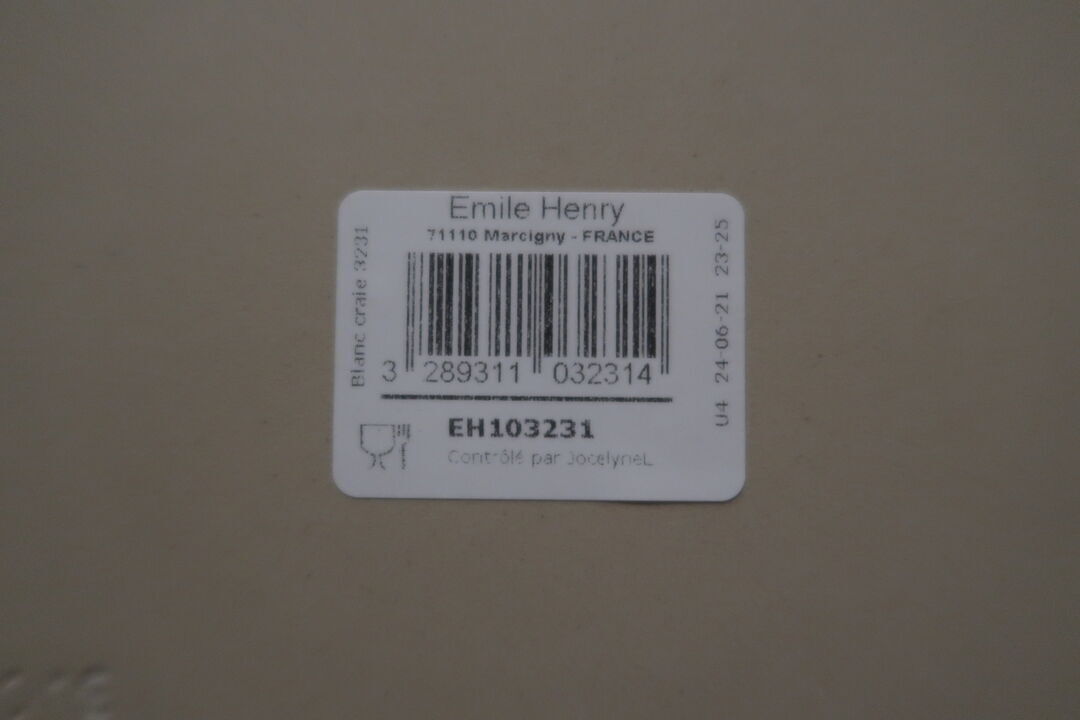 Emile Henry
71110 Marcigny - FRANCE
Blanc craie 3231
3 289311 032314
U4 24-06-21 23-25
EH103231
Contrôlé par JocelyneL